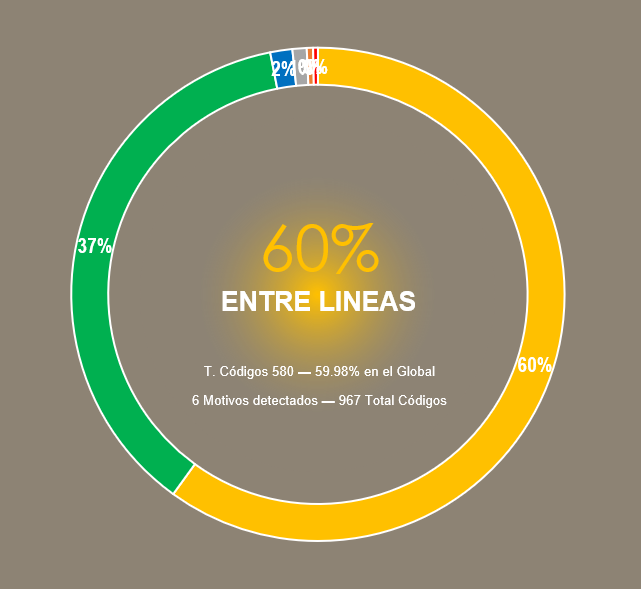 2%
37%
60%
ENTRE LINEAS
T. Códigos 580 — 59.98% en el Global
60%
6 Motivos detectados — 967 Total Códigos